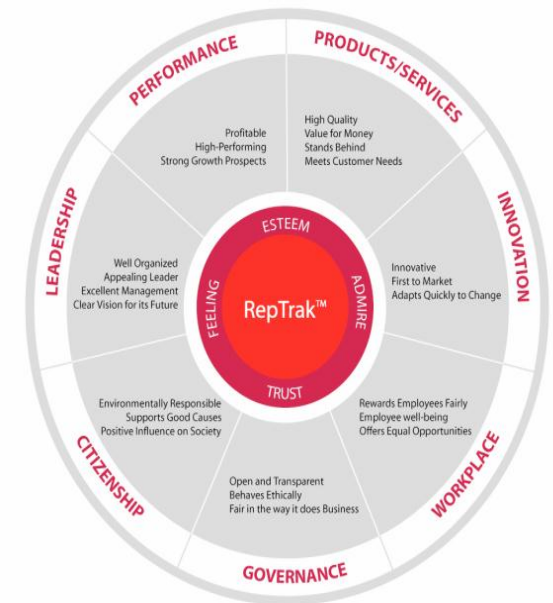 PERFORMANCE
Profitable
High-Performing
Strong Growth Prospects
PRODUCTS/SERVICES
High Quality
Value for Money
Stands Behind
Meets Customer Needs
INNOVATION
Innovative
First to Market
Adapts Quickly to Change
WORKPLACE
Rewards Employees Fairly
Employee well-being
Offers Equal Opportunities
GOVERNANCE
Open and Transparent
Behaves Ethically
Fair in the way it does Business
CITIZENSHIP
Environmentally Responsible
Supports Good Causes
Positive Influence on Society
LEADERSHIP
Well Organized
Appealing Leader
Excellent Management
Clear Vision for its Future
ESTEEM
ADMIRE
TRUST
FEELING
RepTrak™